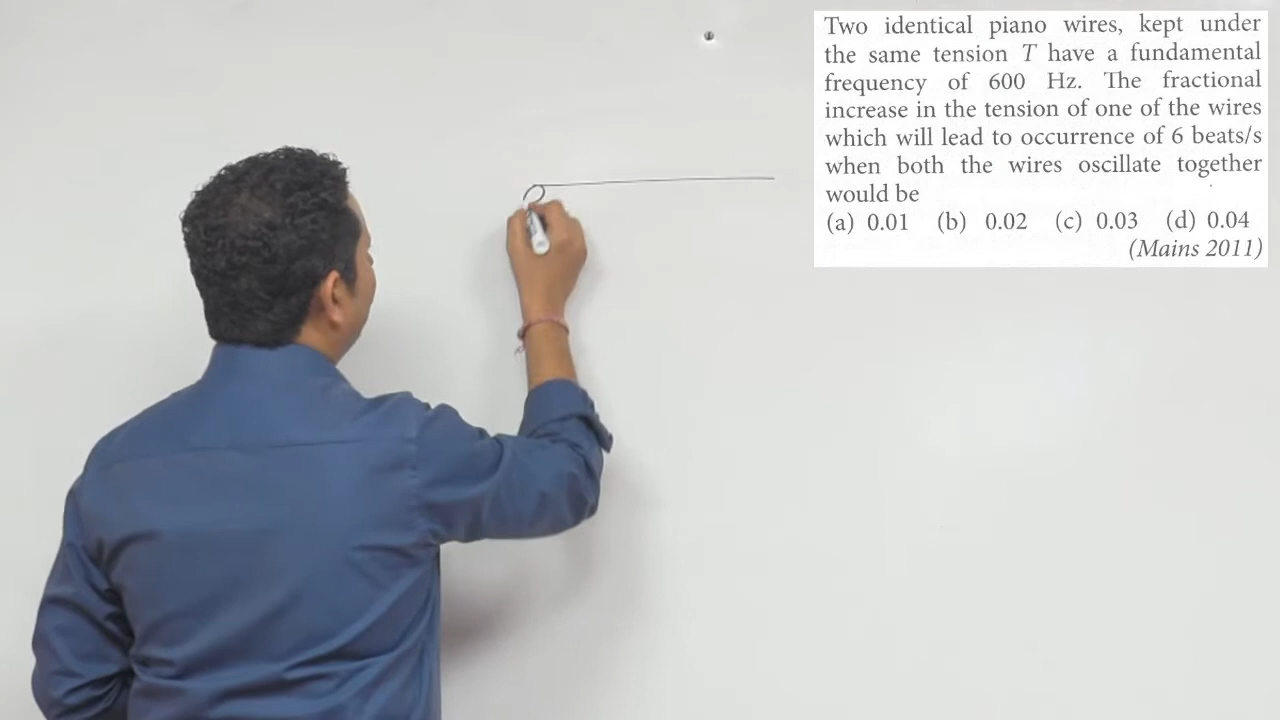 Two identical piano wires, kept under
the same tension T have a fundamental
frequency of 600 Hz. The fractional
increase in the tension of one of the wires
which will lead to occurrence of 6 beats/s
when both the wires oscillate together
would be
(a) 0.01 (b) 0.02 (c) 0.03 (d) 0.04
(Mains 2011)